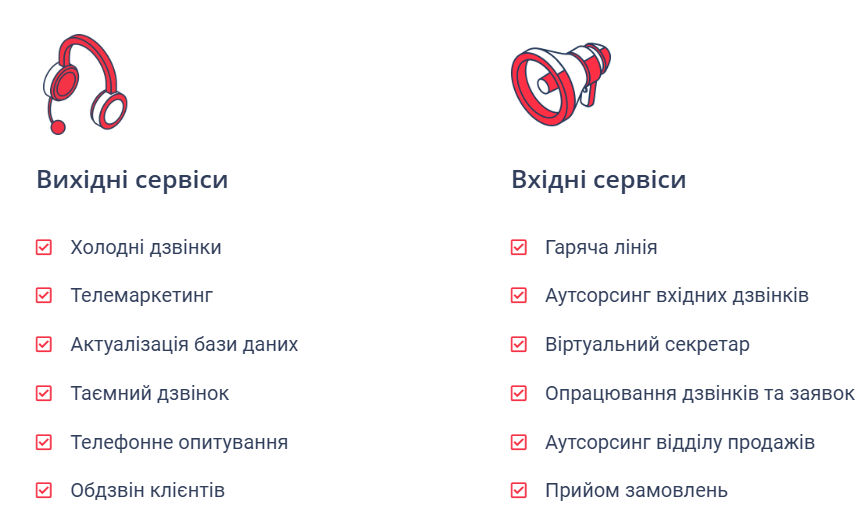 Вихідні сервіси
Холодні дзвінки
Телемаркетинг
Актуалізація бази даних
Таємний дзвінок
Телефонне опитування
Обдзвін клієнтів
Вхідні сервіси
Гаряча лінія
Аутсорсинг вхідних дзвінків
Віртуальний секретар
Опрацювання дзвінків та заявок
Аутсорсинг відділу продажів
Прийом замовлень